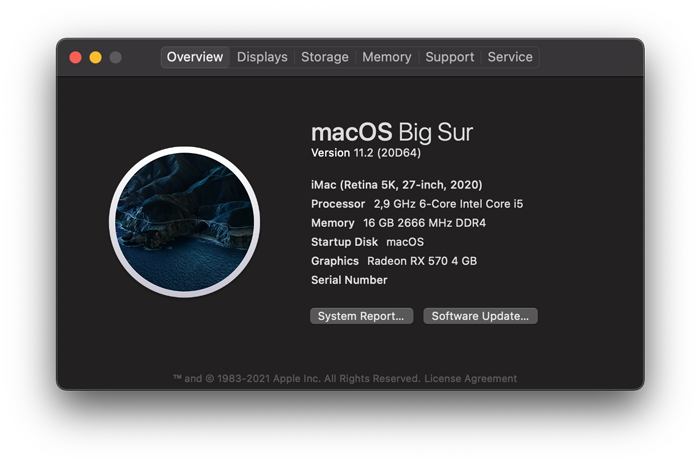 Overview Displays Storage Memory Support Service
macOS Big Sur
Version 11.2 (20D64)
iMac (Retina 5K, 27-inch, 2020)
Processor 2,9 GHz 6-Core Intel Core i5
Memory 16 GB 2666 MHz DDR4
Startup Disk macOS
Graphics Radeon RX 570 4 GB
Serial Number
System Report... Software Update...
™ and © 1983-2021 Apple Inc. All Rights Reserved. License Agreement